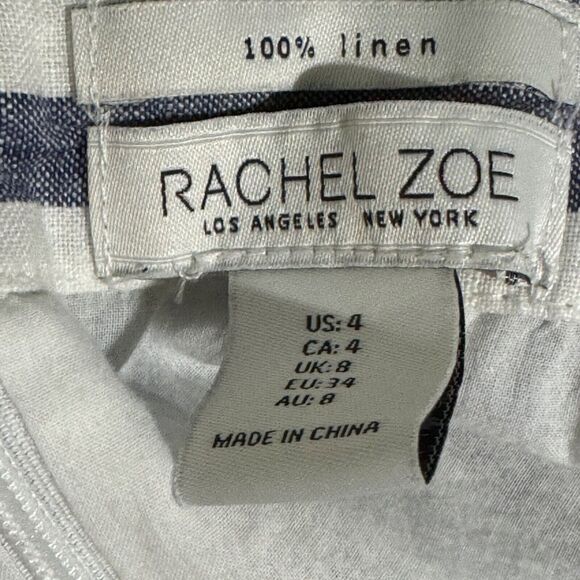 100% linen
RACHEL ZOE
LOS ANGELES NEW YORK
US: 4
CA: 4
UK: 8
EU: 34
AU: 8
MADE IN CHINA